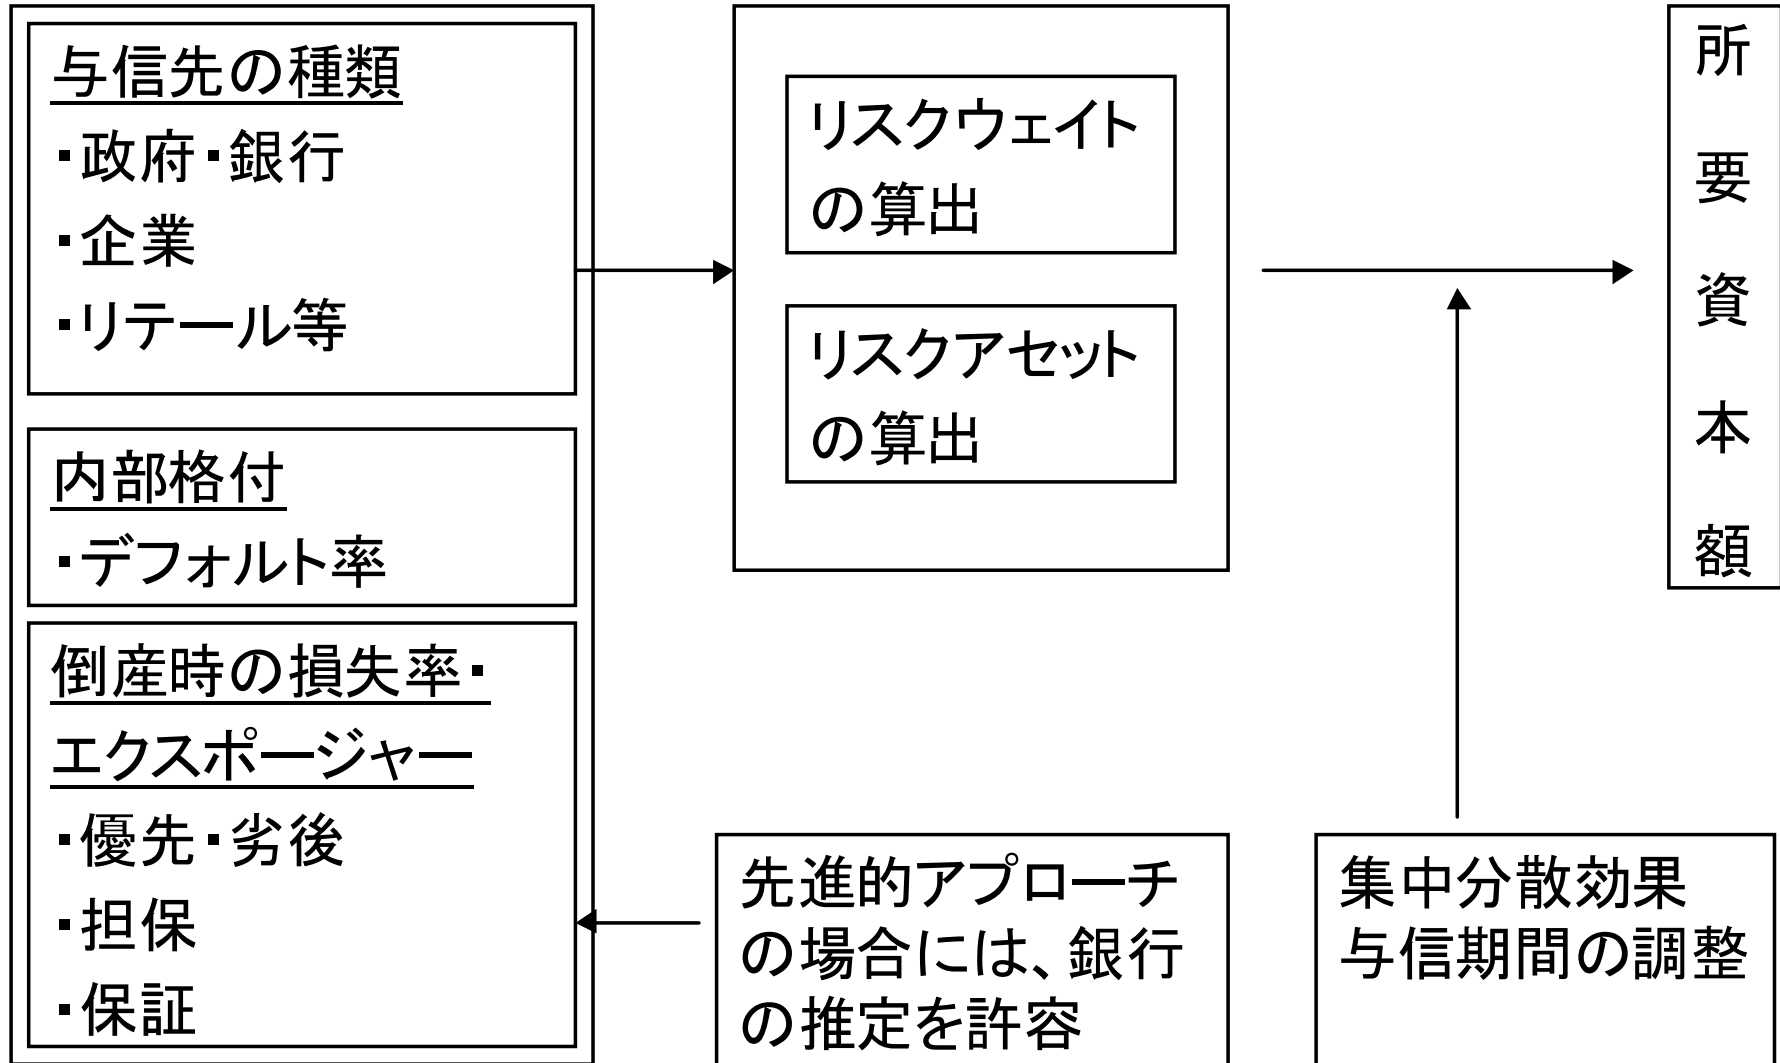 与信先の種類
・政府・銀行
・企業
・リテール等
内部格付
・デフォルト率
倒産時の損失率・
エクスポージャー
・優先・劣後
・担保
・保証
リスクウェイト
の算出
リスクアセット
の算出
先進的アプローチ
の場合には、銀行
の推定を許容
集中分散効果
与信期間の調整
所
要
資
本
額